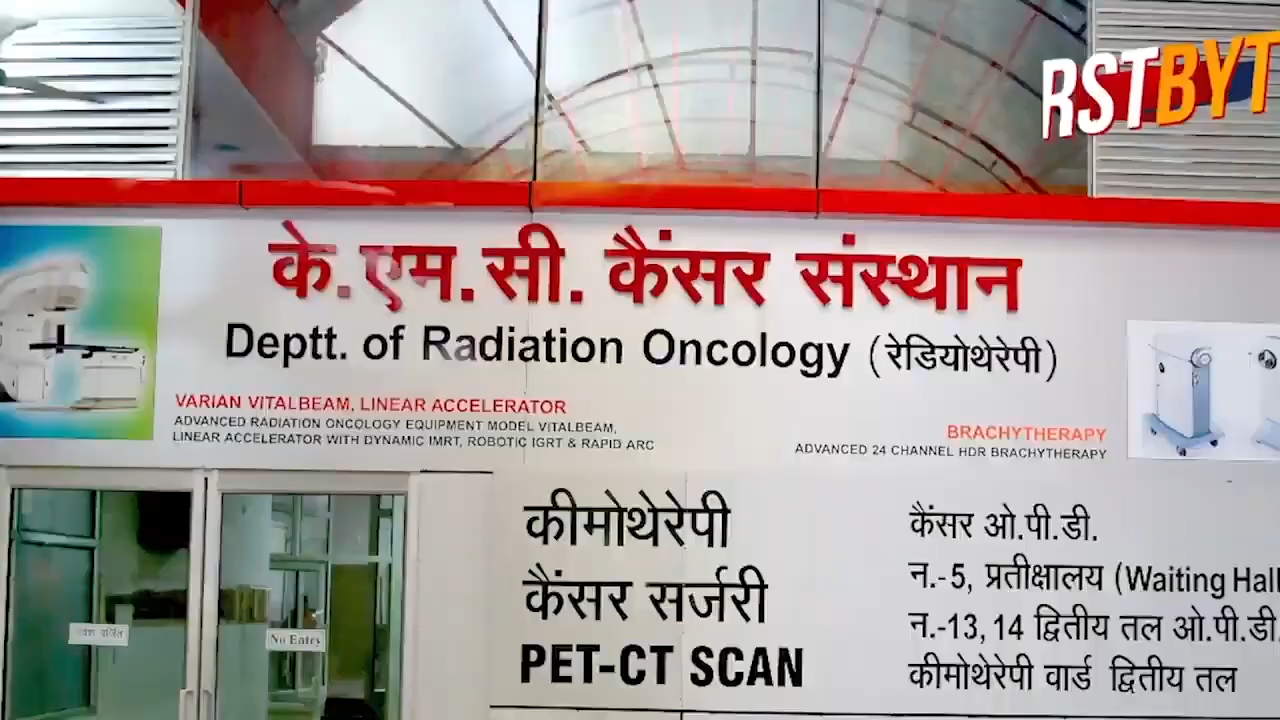 RSTBYT
के.एम.सी. कैंसर संस्थान
Deptt. of Radiation Oncology (रेडियोथेरेपी)
VARIAN VITALBEAM, LINEAR ACCELERATOR
ADVANCED RADIATION ONCOLOGY EQUIPMENT MODEL VITALBEAM,
LINEAR ACCELERATOR WITH DYNAMIC IMRT, ROBOTIC IGRT & RAPID ARC
BRACHYTHERAPY
ADVANCED 24 CHANNEL HDR BRACHYTHERAPY
कीमोथेरेपी
कैंसर सर्जरी
PET-CT SCAN
कैंसर ओ.पी.डी.
न.-5, प्रतीक्षालय (Waiting Hall
न.-13, 14 द्वितीय तल ओ.पी.डी
कीमोथेरेपी वार्ड द्वितीय तल
No Entry